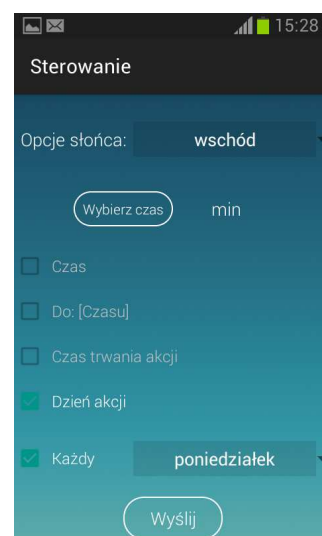 15:28
Sterowanie
Opcje słońca: wschód
Wybierz czas min
Czas
Do: [Czasu]
Czas trwania akcji
Dzień akcji
Każdy poniedziałek
Wyślij